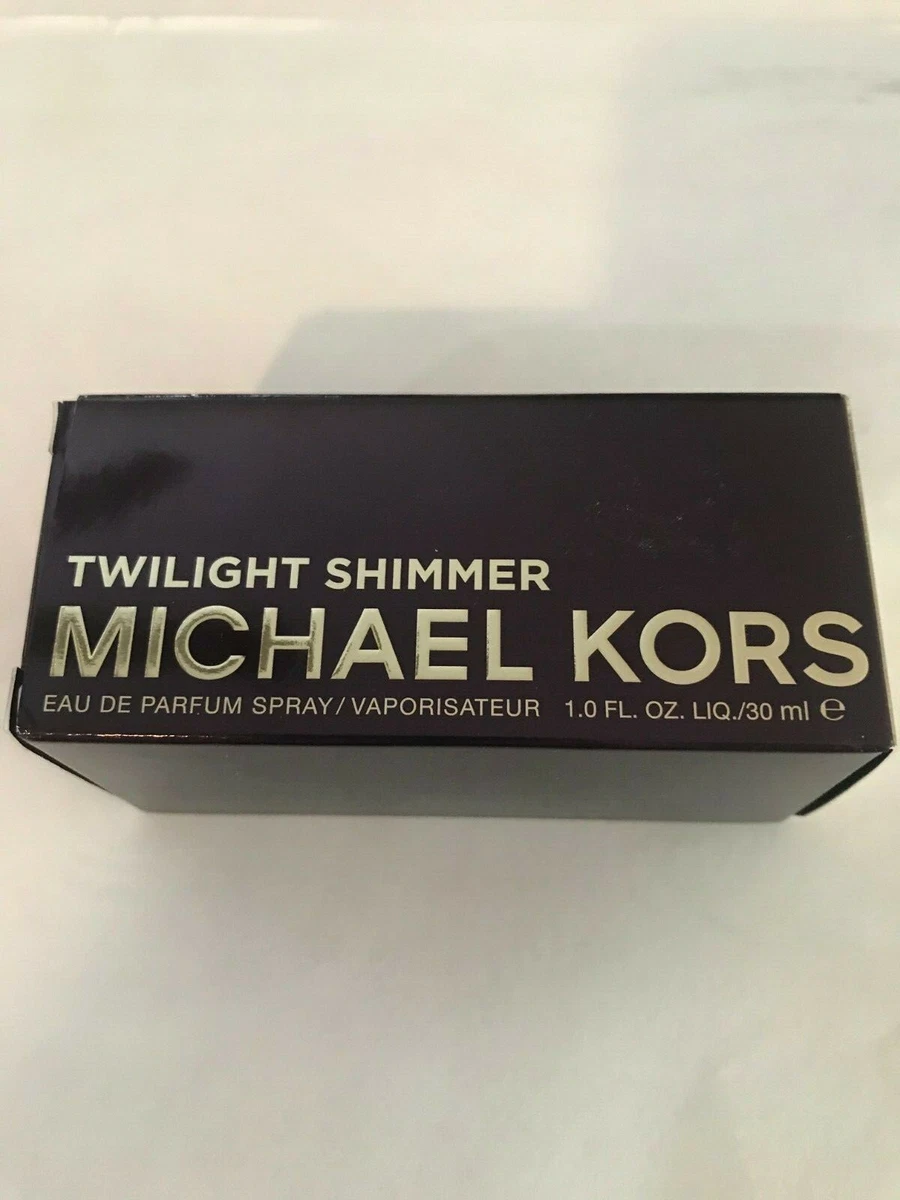 TWILIGHT SHIMMER
MICHAEL KORS
EAU DE PARFUM SPRAY/VAPORISATEUR 1.0 FL. OZ. LIQ./30 ml ℮